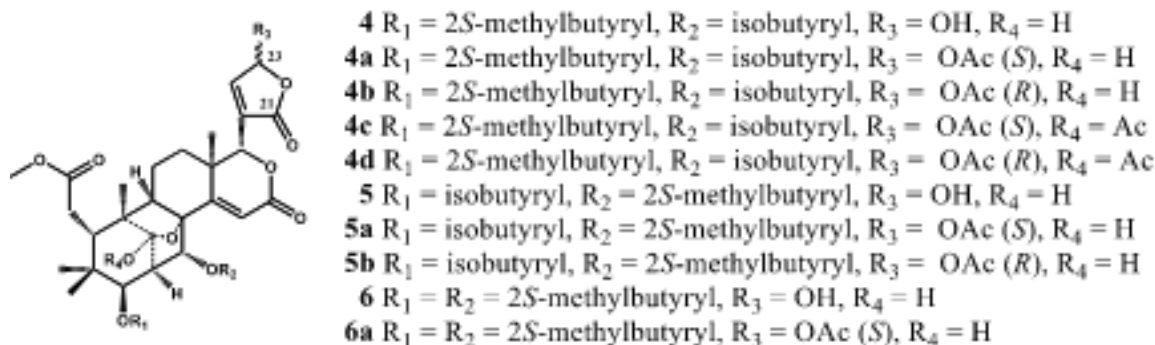 4 R₁ = 2S-methylbutyryl, R₂ = isobutyryl, R₃ = OH, R₄ = H
4a R₁ = 2S-methylbutyryl, R₂ = isobutyryl, R₃ = OAc (S), R₄ = H
4b R₁ = 2S-methylbutyryl, R₂ = isobutyryl, R₃ = OAc (R), R₄ = H
4c R₁ = 2S-methylbutyryl, R₂ = isobutyryl, R₃ = OAc (S), R₄ = Ac
4d R₁ = 2S-methylbutyryl, R₂ = isobutyryl, R₃ = OAc (R), R₄ = Ac
5 R₁ = isobutyryl, R₂ = 2S-methylbutyryl, R₃ = OH, R₄ = H
5a R₁ = isobutyryl, R₂ = 2S-methylbutyryl, R₃ = OAc (S), R₄ = H
5b R₁ = isobutyryl, R₂ = 2S-methylbutyryl, R₃ = OAc (R), R₄ = H
6 R₁ = R₂ = 2S-methylbutyryl, R₃ = OH, R₄ = H
6a R₁ = R₂ = 2S-methylbutyryl, R₃ = OAc (S), R₄ = H
R₃
23
O
21
O
O
O
H
O
O
O
R₄O
OR₂
H
OR₁